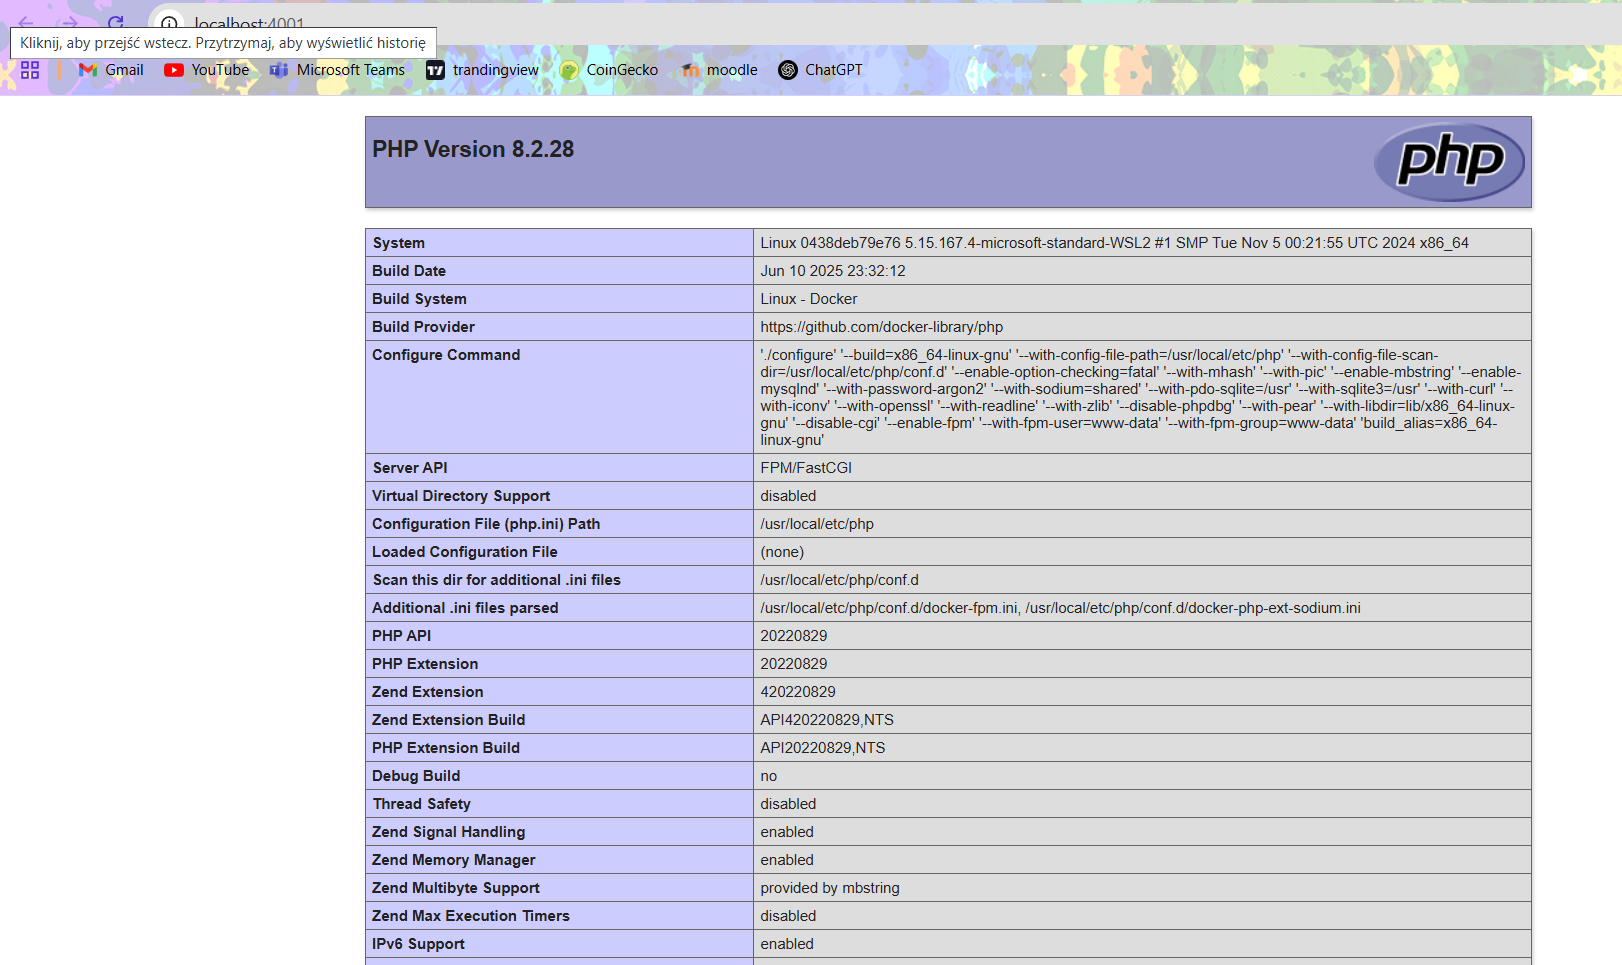 localhost:4001
Kliknij, aby przejść wstecz. Przytrzymaj, aby wyświetlić historię
Gmail YouTube Microsoft Teams trandingview CoinGecko moodle ChatGPT
PHP Version 8.2.28
php
System Linux 0438deb79e76 5.15.167.4-microsoft-standard-WSL2 #1 SMP Tue Nov 5 00:21:55 UTC 2024 x86_64
Build Date Jun 10 2025 23:32:12
Build System Linux - Docker
Build Provider https://github.com/docker-library/php
Configure Command './configure' '--build=x86_64-linux-gnu' '--with-config-file-path=/usr/local/etc/php' '--with-config-file-scan-
dir=/usr/local/etc/php/conf.d' '--enable-option-checking=fatal' '--with-mhash' '--with-pic' '--enable-mbstring' '--enable-
mysqlnd' '--with-password-argon2' '--with-sodium=shared' '--with-pdo-sqlite=/usr' '--with-sqlite3=/usr' '--with-curl' '--
with-iconv' '--with-openssl' '--with-readline' '--with-zlib' '--disable-phpdbg' '--with-pear' '--with-libdir=lib/x86_64-linux-
gnu' '--disable-cgi' '--enable-fpm' '--with-fpm-user=www-data' '--with-fpm-group=www-data' 'build_alias=x86_64-
linux-gnu'
Server API FPM/FastCGI
Virtual Directory Support disabled
Configuration File (php.ini) Path /usr/local/etc/php
Loaded Configuration File (none)
Scan this dir for additional .ini files /usr/local/etc/php/conf.d
Additional .ini files parsed /usr/local/etc/php/conf.d/docker-fpm.ini, /usr/local/etc/php/conf.d/docker-php-ext-sodium.ini
PHP API 20220829
PHP Extension 20220829
Zend Extension 420220829
Zend Extension Build API420220829,NTS
PHP Extension Build API20220829,NTS
Debug Build no
Thread Safety disabled
Zend Signal Handling enabled
Zend Memory Manager enabled
Zend Multibyte Support provided by mbstring
Zend Max Execution Timers disabled
IPv6 Support enabled